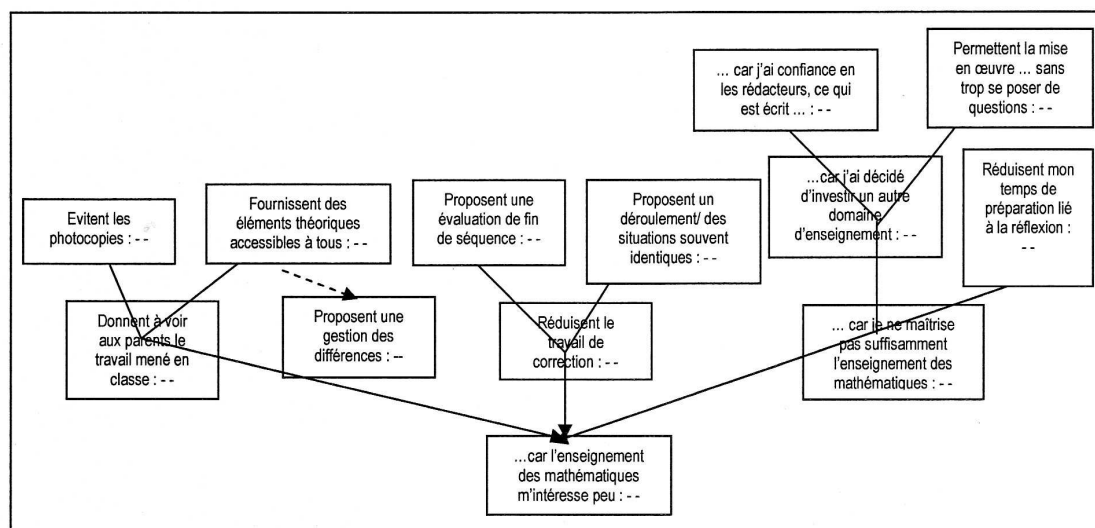 … car j'ai confiance en
les rédacteurs, ce qui
est écrit … : - -
Permettent la mise
en œuvre … sans
trop se poser de
questions : - -
Evitent les
photocopies : - -
Fournissent des
éléments théoriques
accessibles à tous : - -
Proposent une
évaluation de fin
de séquence : - -
Proposent un
déroulement/ des
situations souvent
identiques : - -
…car j'ai décidé
d'investir un autre
domaine
d'enseignement : - -
Réduisent mon
temps de
préparation lié
à la réflexion :
- -
Donnent à voir
aux parents le
travail mené en
classe : - -
Proposent une
gestion des
différences : --
Réduisent le
travail de
correction : - -
… car je ne maîtrise
pas suffisamment
l'enseignement des
mathématiques : - -
…car l'enseignement
des mathématiques
m'intéresse peu : - -